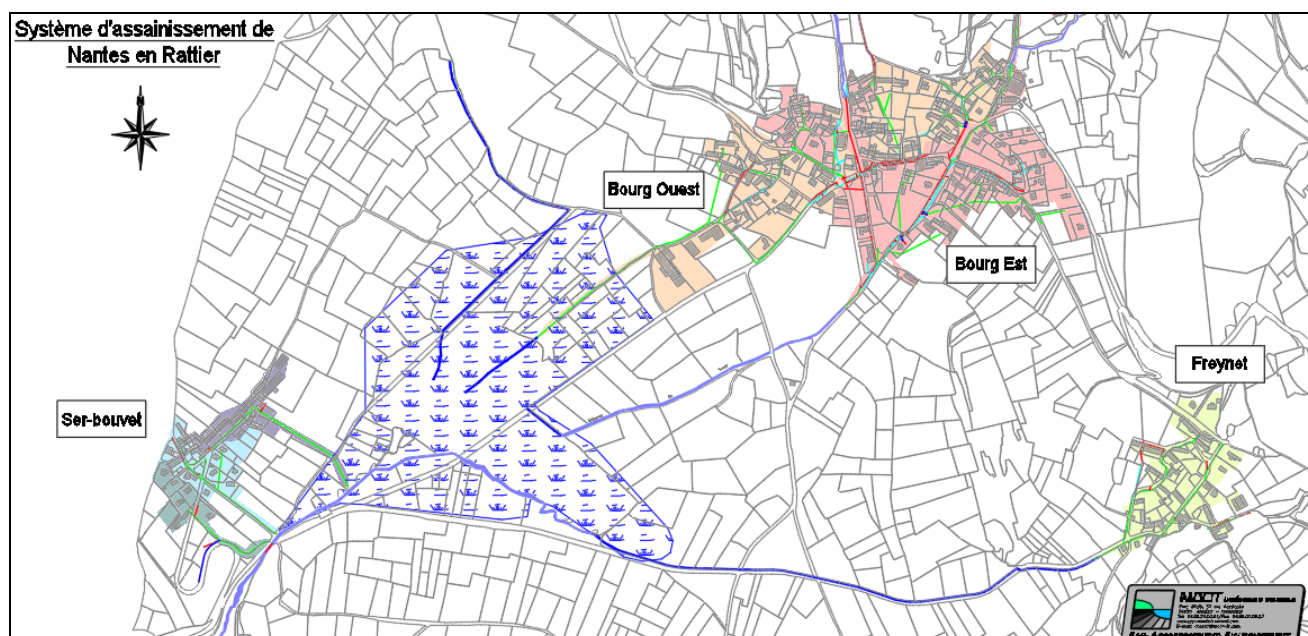 Système d'assainissement de
Nantes en Rattier
Bourg Ouest
Bourg Est
Freynet
Ser-bouvet